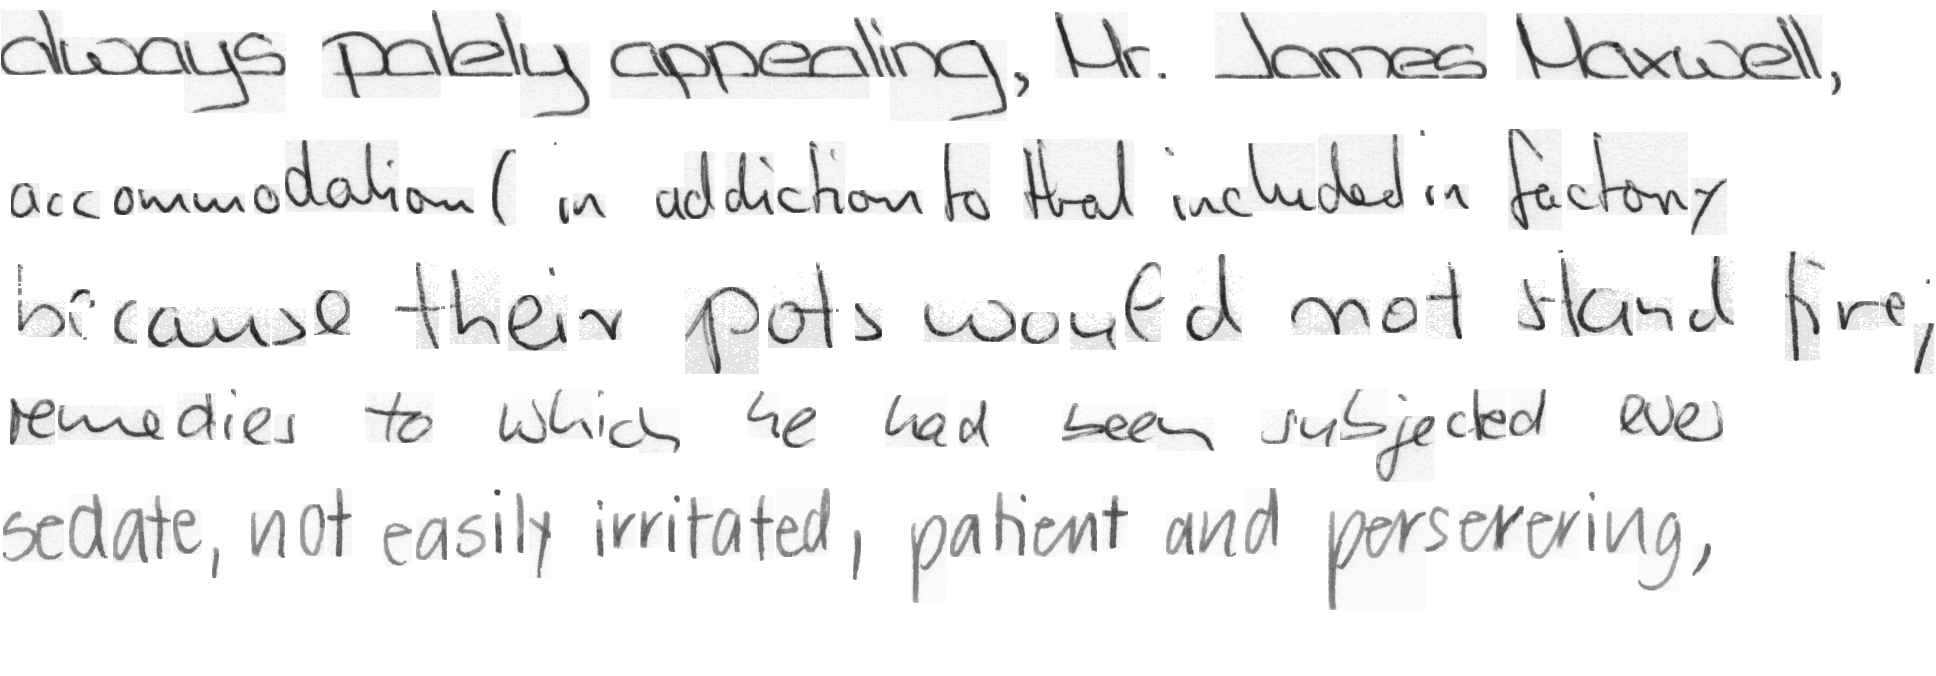 always palely appealing, Mr. James Maxwell,
accommodation ( in addiction to that included in factory
because their pots would not stand fire,
remedies to which he had been subjected ever
sedate, not easily irritated, patient and perserering,